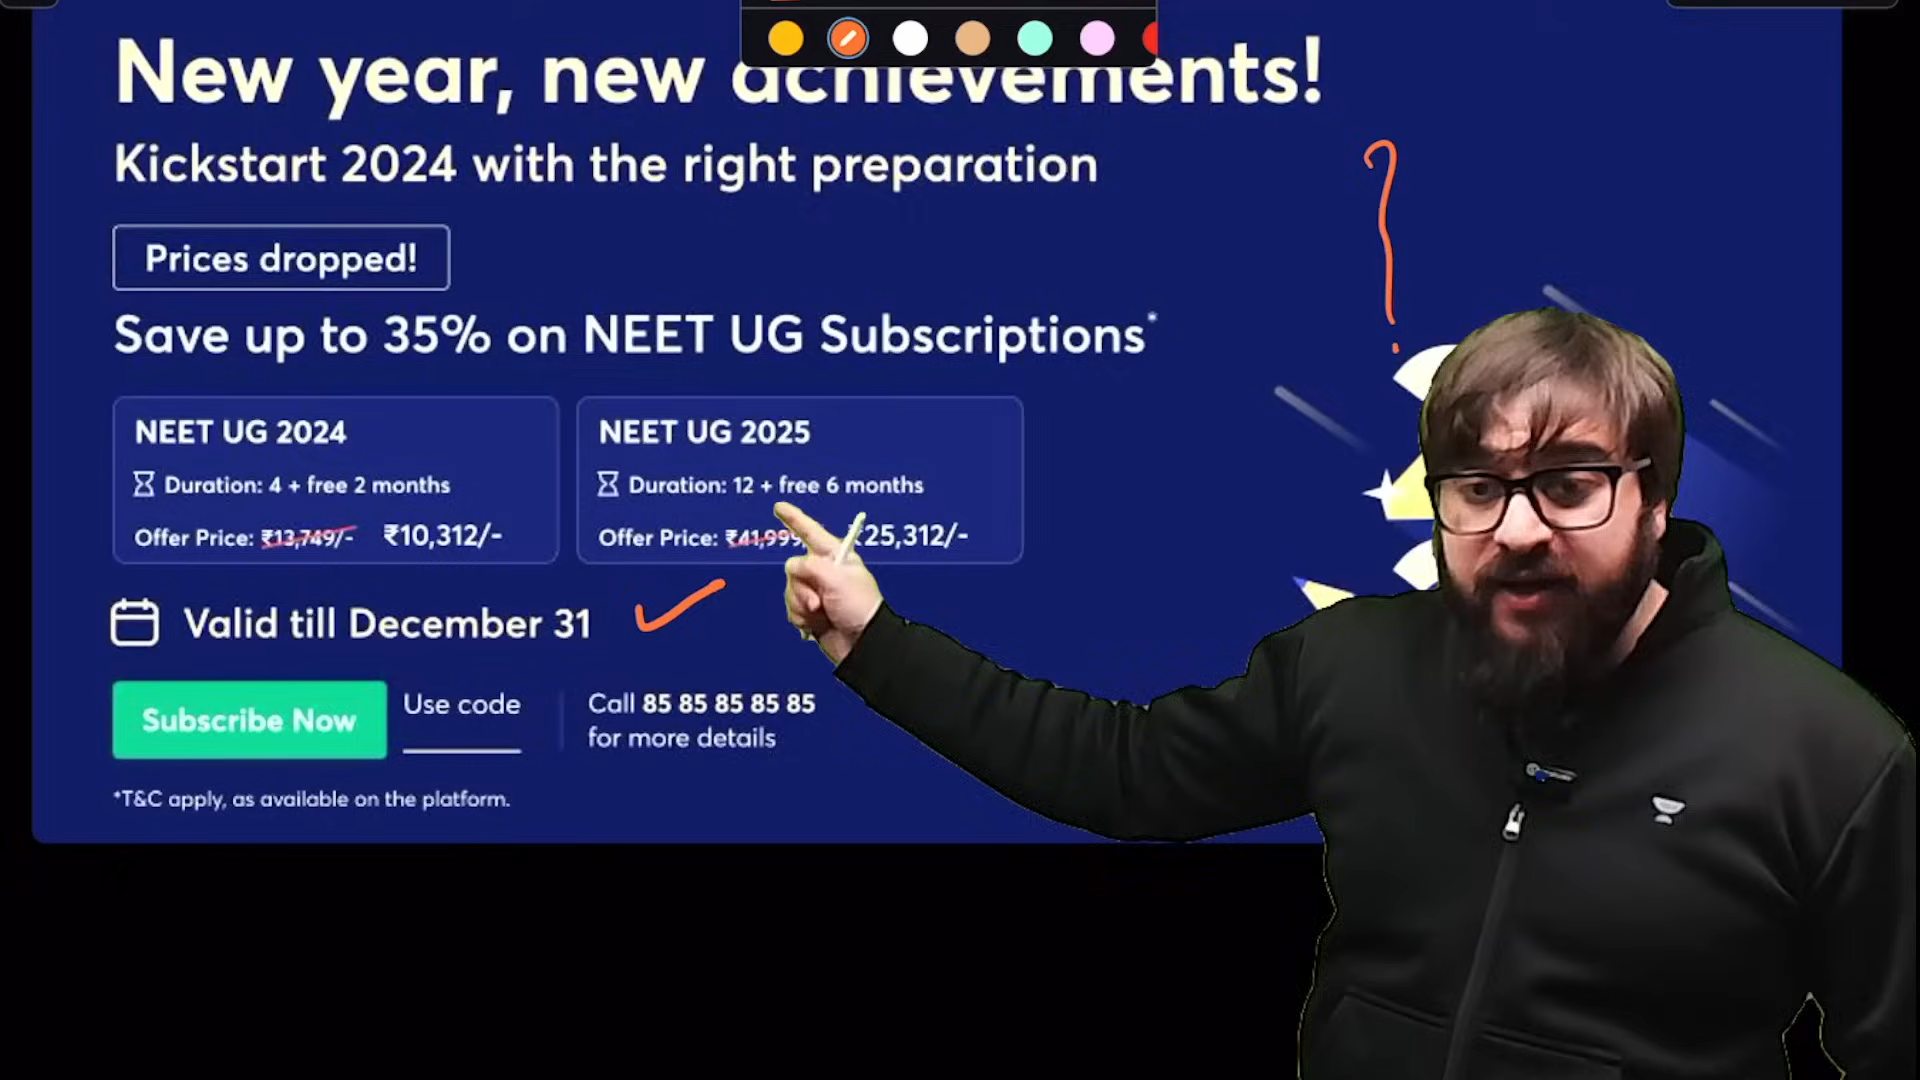 New year, new achievements!
Kickstart 2024 with the right preparation
Prices dropped!
Save up to 35% on NEET UG Subscriptions*
NEET UG 2024
Duration: 4 + free 2 months
Offer Price: ₹13,749/- ₹10,312/-
NEET UG 2025
Duration: 12 + free 6 months
Offer Price: ₹41,999 ₹25,312/-
Valid till December 31
Subscribe Now
Use code
Call 85 85 85 85 85
for more details
*T&C apply, as available on the platform.
?